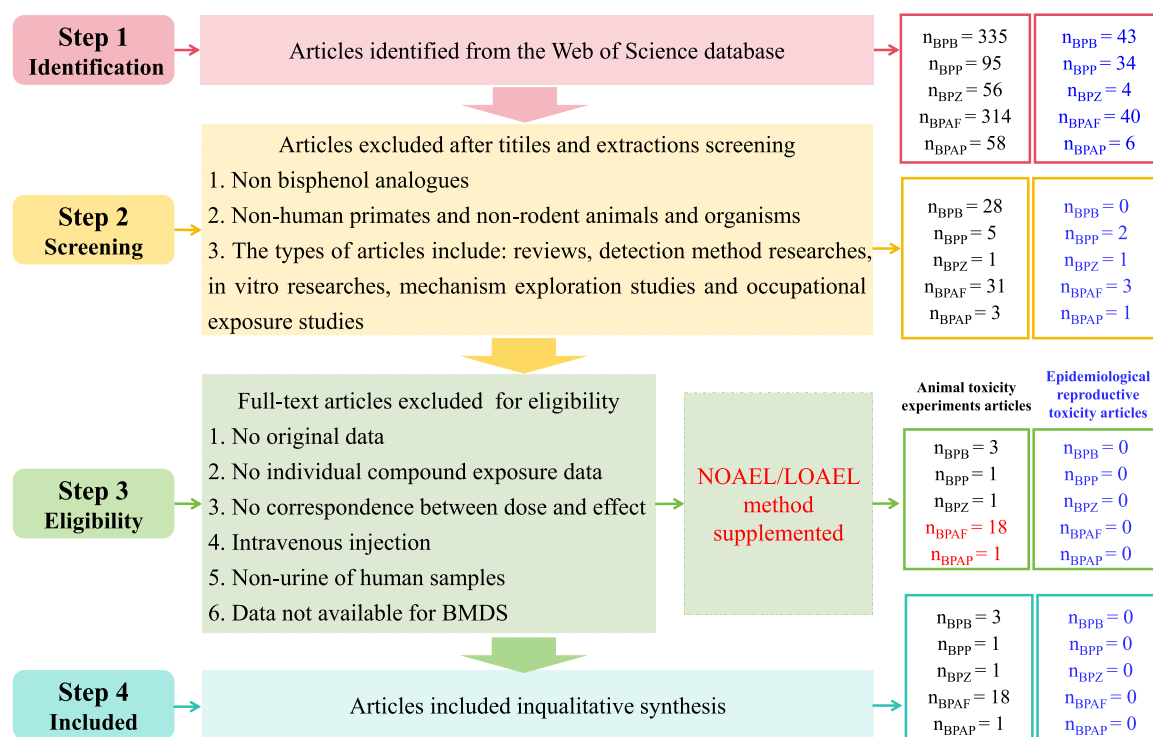 Step 1
Identification
Articles identified from the Web of Science database
nBPB = 335
nBPP = 95
nBPZ = 56
nBPAF = 314
nBPAP = 58
nBPB = 43
nBPP = 34
nBPZ = 4
nBPAF = 40
nBPAP = 6
Step 2
Screening
Articles excluded after titiles and extractions screening
1. Non bisphenol analogues
2. Non-human primates and non-rodent animals and organisms
3. The types of articles include: reviews, detection method researches,
in vitro researches, mechanism exploration studies and occupational
exposure studies
nBPB = 28
nBPP = 5
nBPZ = 1
nBPAF = 31
nBPAP = 3
nBPB = 0
nBPP = 2
nBPZ = 1
nBPAF = 3
nBPAP = 1
Step 3
Eligibility
Full-text articles excluded for eligibility
1. No original data
2. No individual compound exposure data
3. No correspondence between dose and effect
4. Intravenous injection
5. Non-urine of human samples
6. Data not available for BMDS
NOAEL/LOAEL
method
supplemented
Animal toxicity
experiments articles
Epidemiological
reproductive
toxicity articles
nBPB = 3
nBPP = 1
nBPZ = 1
nBPAF = 18
nBPAP = 1
nBPB = 0
nBPP = 0
nBPZ = 0
nBPAF = 0
nBPAP = 0
Step 4
Included
Articles included inqualitative synthesis
nBPB = 3
nBPP = 1
nBPZ = 1
nBPAF = 18
nBPAP = 1
nBPB = 0
nBPP = 0
nBPZ = 0
nBPAF = 0
nBPAP = 0